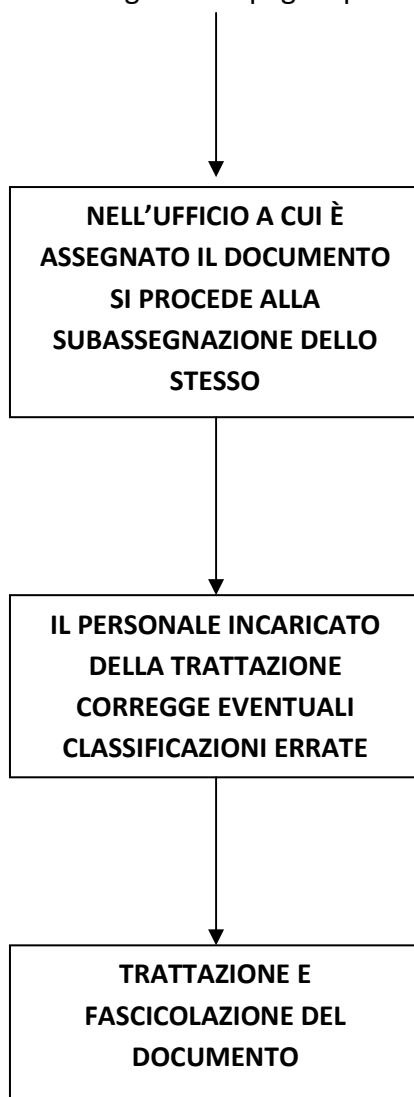 NELL’UFFICIO A CUI È
ASSEGNATO IL DOCUMENTO
SI PROCEDE ALLA
SUBASSEGNAZIONE DELLO
STESSO
IL PERSONALE INCARICATO
DELLA TRATTAZIONE
CORREGGE EVENTUALI
CLASSIFICAZIONI ERRATE
TRATTAZIONE E
FASCICOLAZIONE DEL
DOCUMENTO